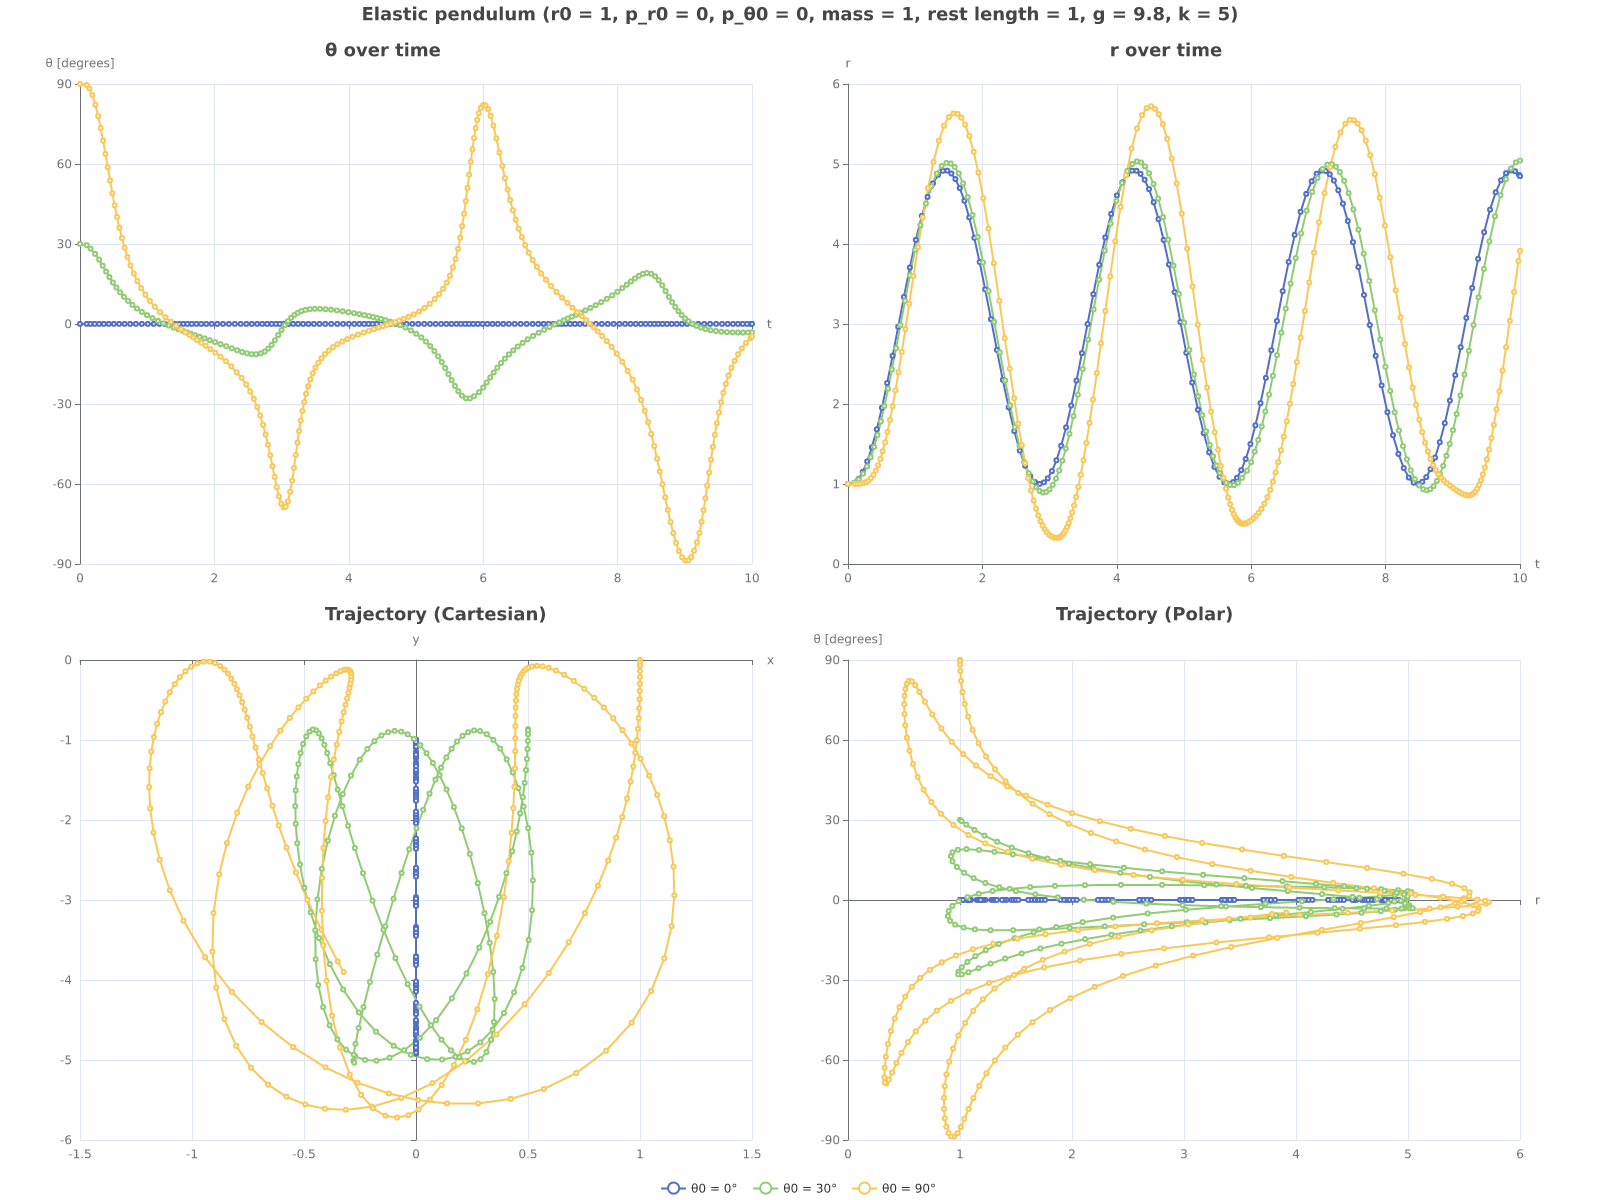 Elastic pendulum (r0 = 1, p_r0 = 0, p_θ0 = 0, mass = 1, rest length = 1, g = 9.8, k = 5)
θ over time
θ [degrees]
90
60
30
0
-30
-60
-90
t
0 2 4 6 8 10
r over time
r
6
5
4
3
2
1
0
t
0 2 4 6 8 10
Trajectory (Cartesian)
y
0
-1
-2
-3
-4
-5
-6
x
-1.5 -1 -0.5 0 0.5 1 1.5
Trajectory (Polar)
θ [degrees]
90
60
30
0
-30
-60
-90
r
0 1 2 3 4 5 6
θ0 = 0° θ0 = 30° θ0 = 90°